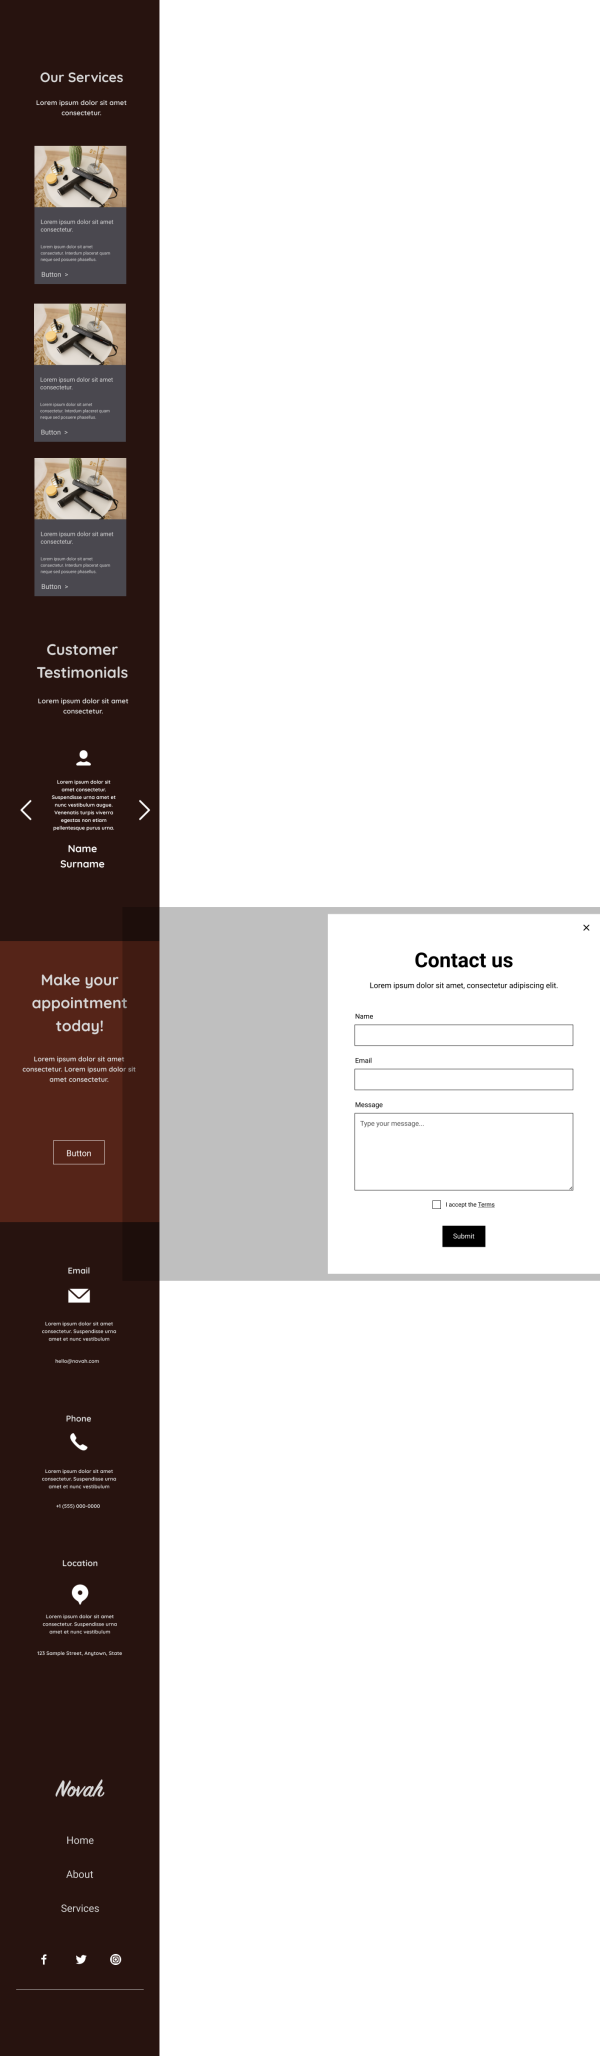 Our Services
Lorem ipsum dolor sit amet
consectetur.
Lorem ipsum dolor sit amet
consectetur.
Lorem ipsum dolor sit amet
consectetur. Interdum placerat quam
neque sed posuere phasellus.
Button >
Lorem ipsum dolor sit amet
consectetur.
Lorem ipsum dolor sit amet
consectetur. Interdum placerat quam
neque sed posuere phasellus.
Button >
Lorem ipsum dolor sit amet
consectetur.
Lorem ipsum dolor sit amet
consectetur. Interdum placerat quam
neque sed posuere phasellus.
Button >
Customer
Testimonials
Lorem ipsum dolor sit amet
consectetur.
Lorem ipsum dolor sit
amet consectetur.
Suspendisse urna amet et
nunc vestibulum augue.
Venenatis turpis viverra
egestas non etiam
pellentesque purus urna.
Name
Surname
Make your
appointment
today!
Lorem ipsum dolor sit amet
consectetur. Lorem ipsum dolor sit
amet consectetur.
Button
Contact us
Lorem ipsum dolor sit amet, consectetur adipiscing elit.
Name
Email
Message
Type your message...
I accept the Terms
Submit
Email
Lorem ipsum dolor sit amet
consectetur. Suspendisse urna
amet et nunc vestibulum
hello@novah.com
Phone
Lorem ipsum dolor sit amet
consectetur. Suspendisse urna
amet et nunc vestibulum
+1 (555) 000-0000
Location
Lorem ipsum dolor sit amet
consectetur. Suspendisse urna
amet et nunc vestibulum
123 Sample Street, Anytown, State
Novah
Home
About
Services